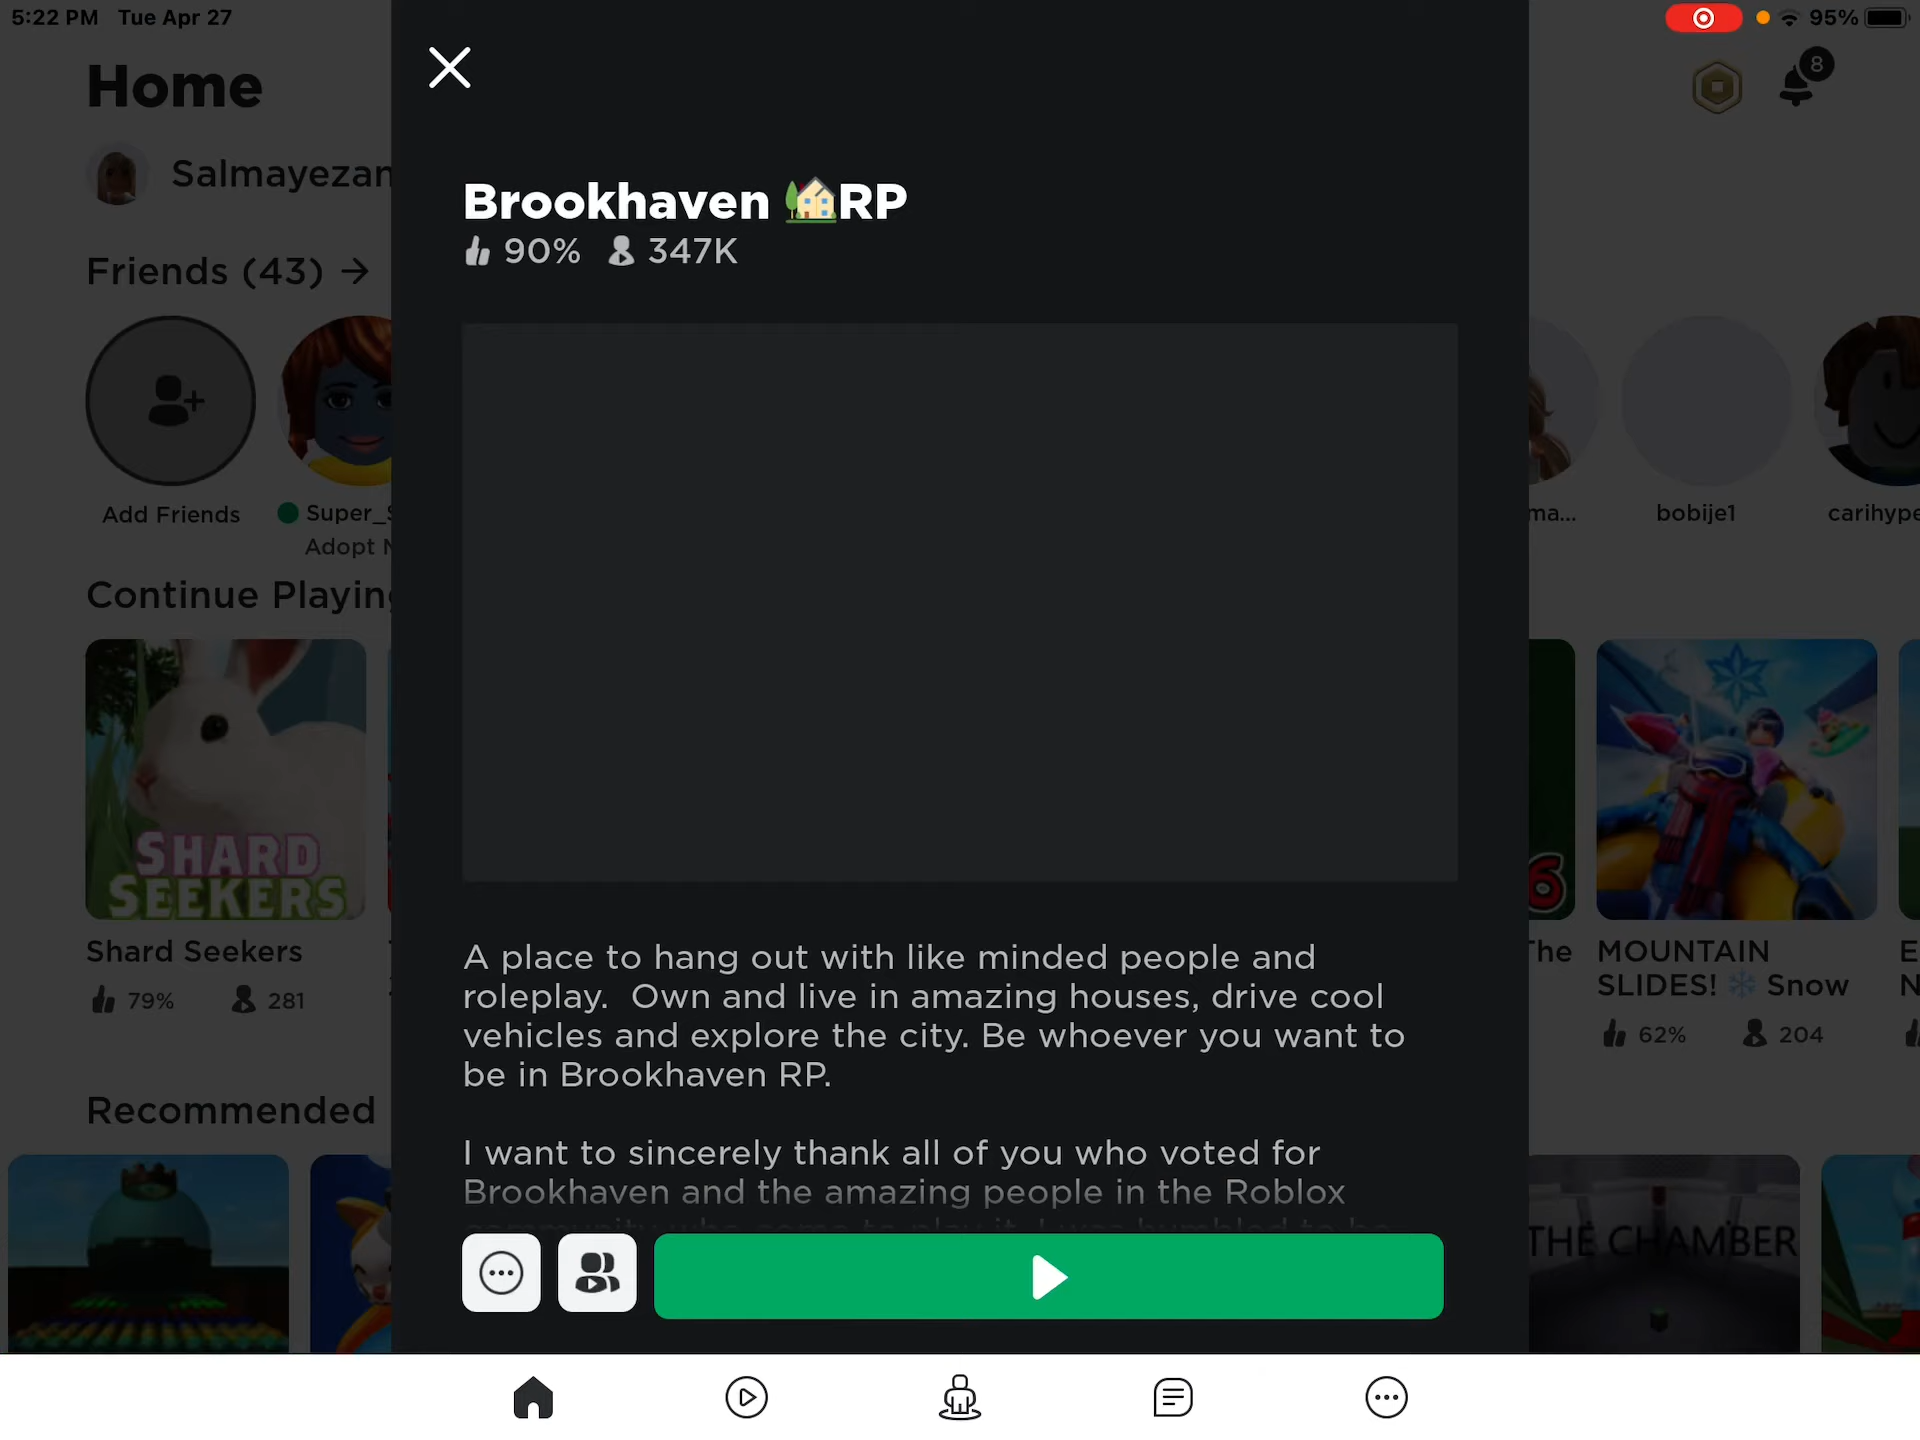 5:22 PM Tue Apr 27
95%
Home
8
Salmayezan
Friends (43) →
Add Friends
Super_
Adopt
ma...
bobije1
carihype
Continue Playing
SHARD
SEEKERS
Shard Seekers
79% 281
6
The
MOUNTAIN
SLIDES! ❄️ Snow
62% 204
Recommended
THE CHAMBER
Brookhaven 🏡RP
90% 347K
A place to hang out with like minded people and
roleplay.  Own and live in amazing houses, drive cool
vehicles and explore the city. Be whoever you want to
be in Brookhaven RP.
I want to sincerely thank all of you who voted for
Brookhaven and the amazing people in the Roblox